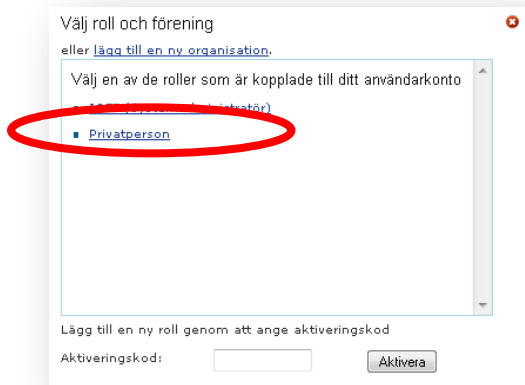 Välj roll och förening
eller lägg till en ny organisation.
Välj en av de roller som är kopplade till ditt användarkonto
Privatperson
Lägg till en ny roll genom att ange aktiveringskod
Aktiveringskod:
Aktivera